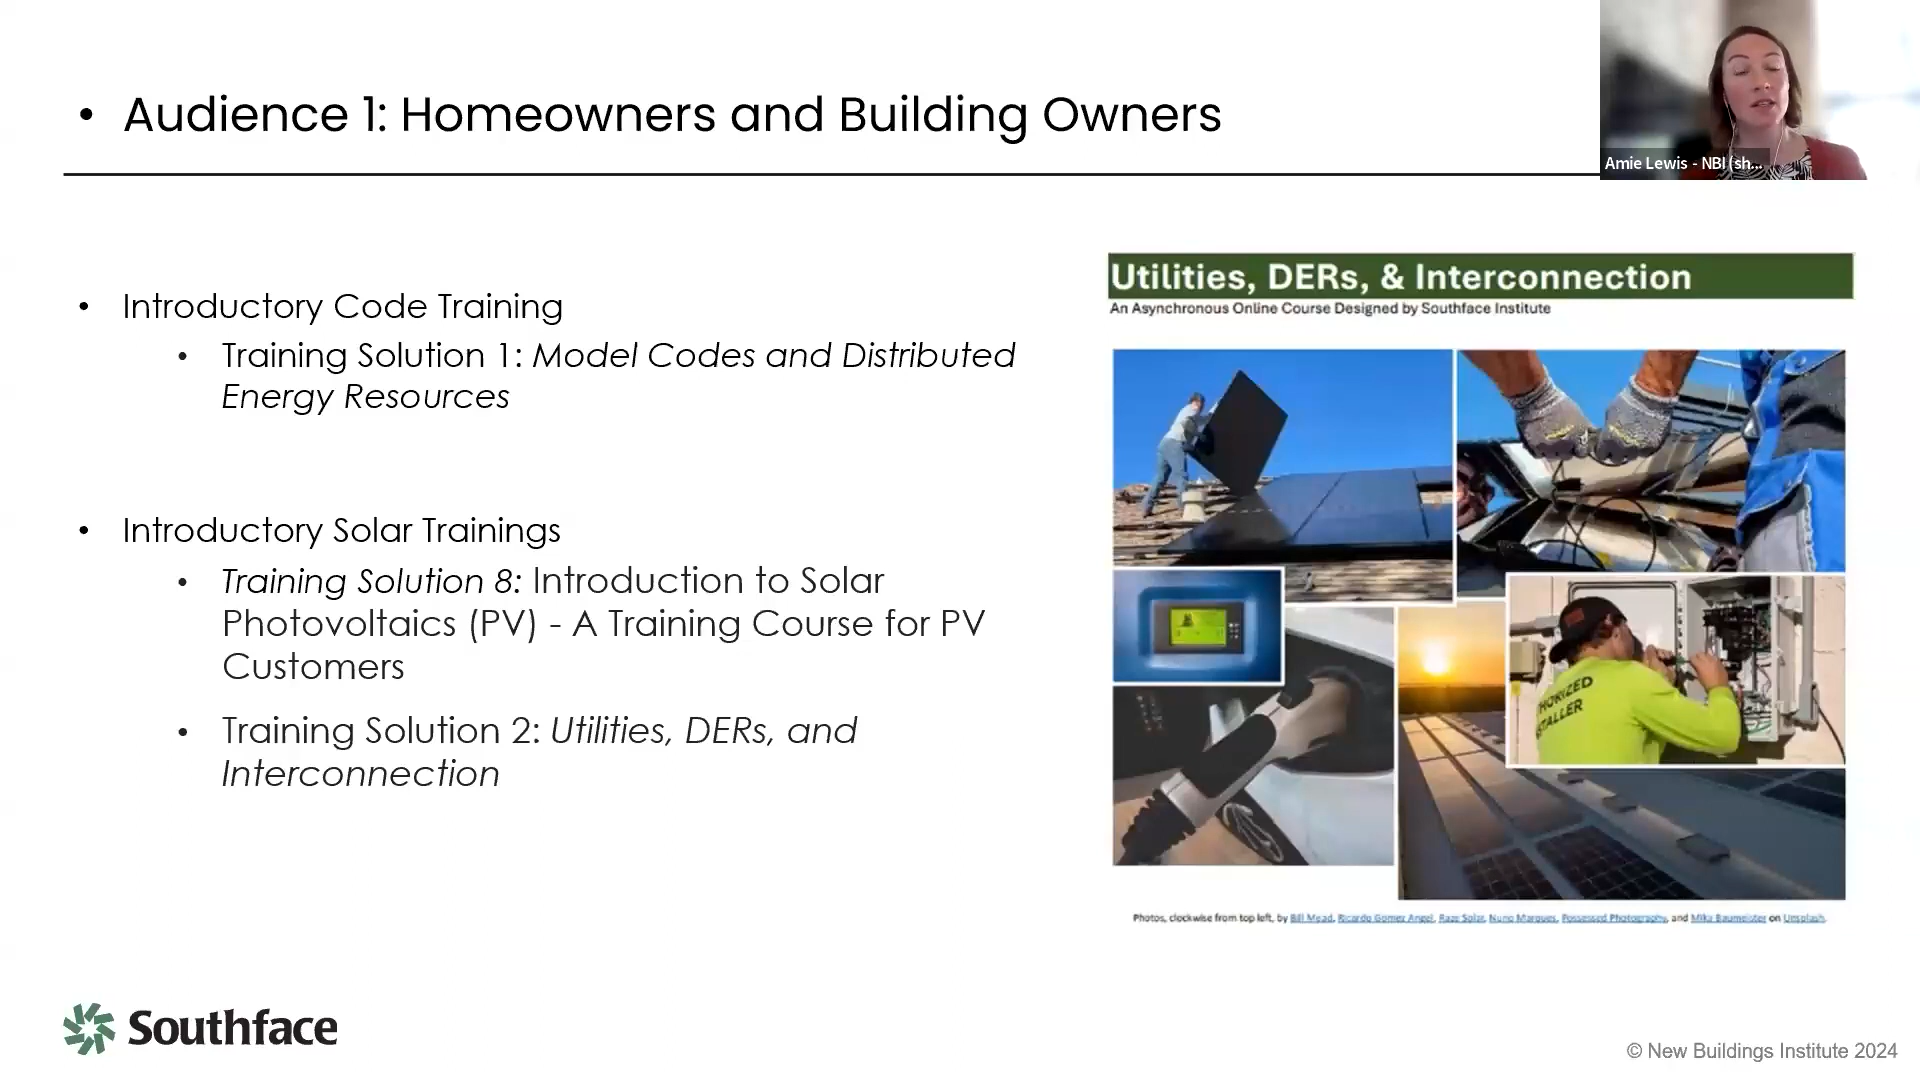 • Audience 1: Homeowners and Building Owners
Amie Lewis - NBI (sh...
• Introductory Code Training
• Training Solution 1: Model Codes and Distributed
Energy Resources
• Introductory Solar Trainings
• Training Solution 8: Introduction to Solar
Photovoltaics (PV) - A Training Course for PV
Customers
• Training Solution 2: Utilities, DERs, and
Interconnection
Utilities, DERs, & Interconnection
An Asynchronous Online Course Designed by Southface Institute
HORIZED
STALLER
Photos, clockwise from top left, by Bill Mead, Ricardo Gomez Angel, Raze Solar, Nuno Marques, Possessed Photography, and Mika Baumeister on Unsplash.
Southface
© New Buildings Institute 2024